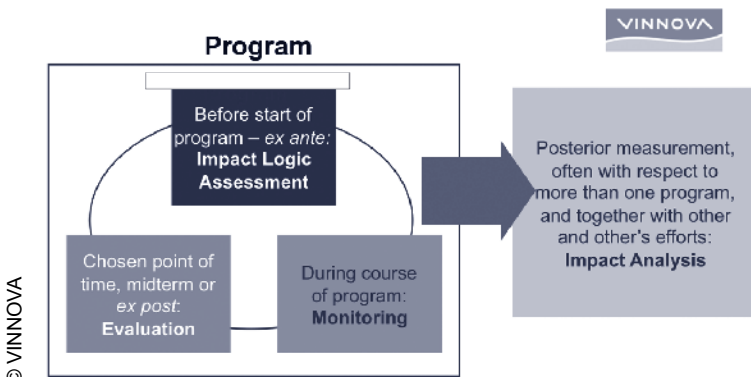 VINNOVA
Program
Before start of
program – ex ante:
Impact Logic
Assessment
Chosen point of
time, midterm or
ex post:
Evaluation
During course
of program:
Monitoring
Posterior measurement,
often with respect to
more than one program,
and together with other
and other's efforts:
Impact Analysis
© VINNOVA